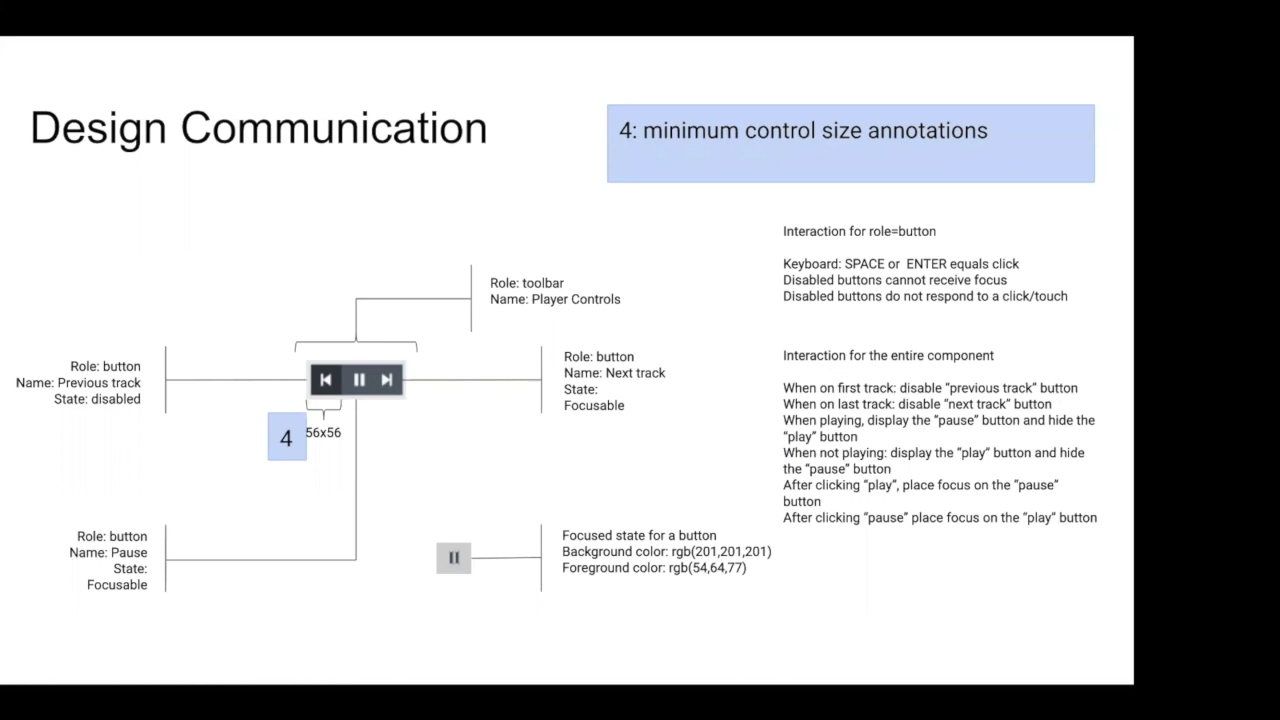 Design Communication
4: minimum control size annotations
Role: toolbar
Name: Player Controls
Role: button
Name: Previous track
State: disabled
Role: button
Name: Next track
State:
Focusable
4
56x56
Role: button
Name: Pause
State:
Focusable
Focused state for a button
Background color: rgb(201,201,201)
Foreground color: rgb(54,64,77)
Interaction for role=button
Keyboard: SPACE or ENTER equals click
Disabled buttons cannot receive focus
Disabled buttons do not respond to a click/touch
Interaction for the entire component
When on first track: disable “previous track” button
When on last track: disable “next track” button
When playing, display the “pause” button and hide the
“play” button
When not playing: display the “play” button and hide
the “pause” button
After clicking “play”, place focus on the “pause”
button
After clicking “pause” place focus on the “play” button